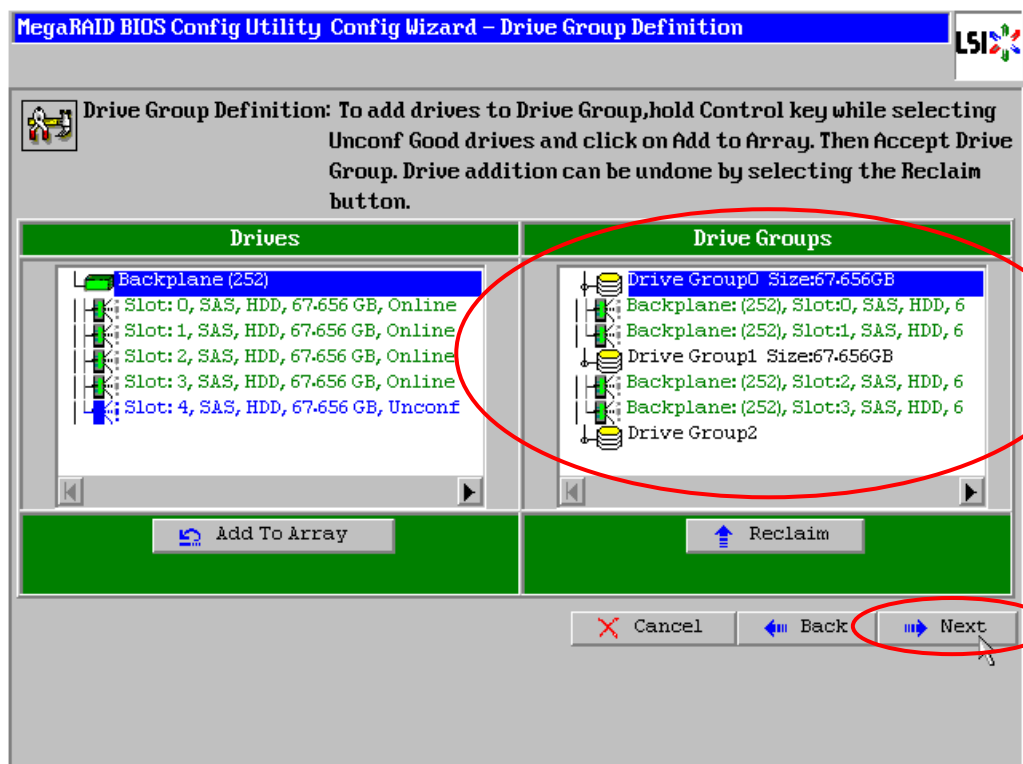 MegaRAID BIOS Config Utility Config Wizard – Drive Group Definition
LSI
Drive Group Definition: To add drives to Drive Group,hold Control key while selecting
Unconf Good drives and click on Add to Array. Then Accept Drive
Group. Drive addition can be undone by selecting the Reclaim
button.
Drives
Backplane (252)
Slot: 0, SAS, HDD, 67.656 GB, Online
Slot: 1, SAS, HDD, 67.656 GB, Online
Slot: 2, SAS, HDD, 67.656 GB, Online
Slot: 3, SAS, HDD, 67.656 GB, Online
Slot: 4, SAS, HDD, 67.656 GB, Unconf
Add To Array
Drive Groups
Drive Group0 Size:67.656GB
Backplane: (252), Slot:0, SAS, HDD, 6
Backplane: (252), Slot:1, SAS, HDD, 6
Drive Group1 Size:67.656GB
Backplane: (252), Slot:2, SAS, HDD, 6
Backplane: (252), Slot:3, SAS, HDD, 6
Drive Group2
Reclaim
Cancel
Back
Next